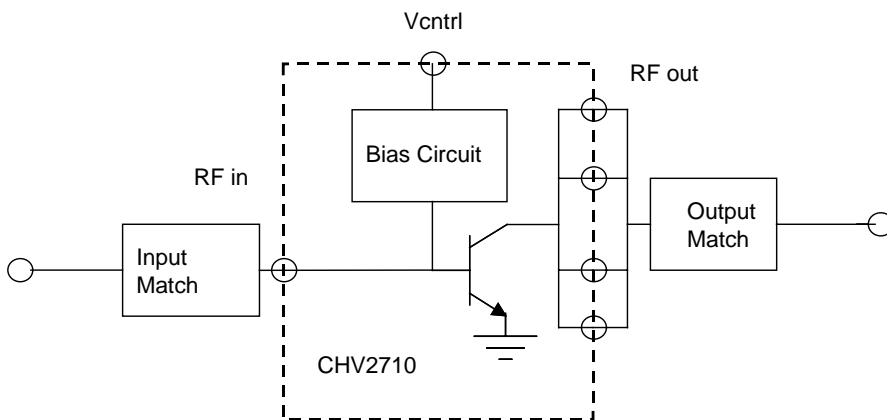 Vcntrl
RF out
Bias Circuit
RF in
Output
Match
Input
Match
CHV2710